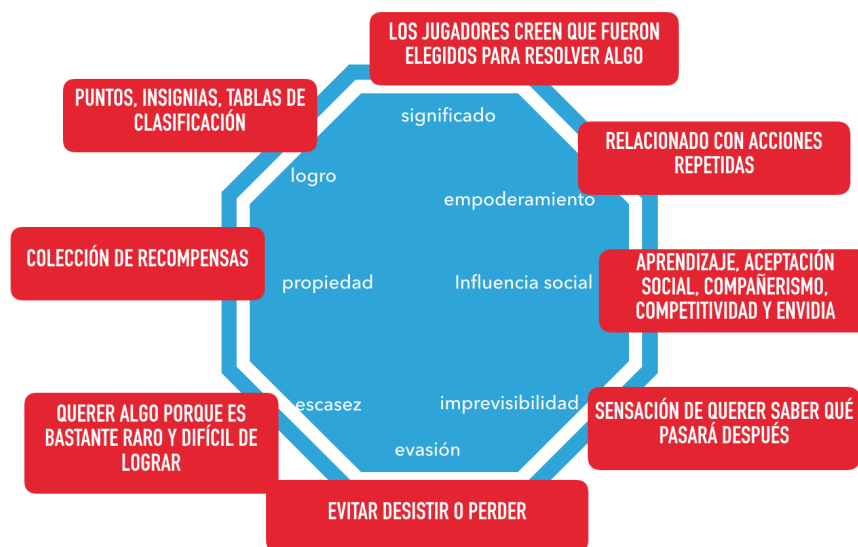 LOS JUGADORES CREEN QUE FUERON
ELEGIDOS PARA RESOLVER ALGO
PUNTOS, INSIGNIAS, TABLAS DE
CLASIFICACIÓN
significado
RELACIONADO CON ACCIONES
REPETIDAS
logro
empoderamiento
COLECCIÓN DE RECOMPENSAS
propiedad
Influencia social
APRENDIZAJE, ACEPTACIÓN
SOCIAL, COMPAÑERISMO,
COMPETITIVIDAD Y ENVIDIA
escasez
imprevisibilidad
QUERER ALGO PORQUE ES
BASTANTE RARO Y DIFÍCIL DE
LOGRAR
SENSACIÓN DE QUERER SABER QUÉ
PASARÁ DESPUÉS
evasión
EVITAR DESISTIR O PERDER